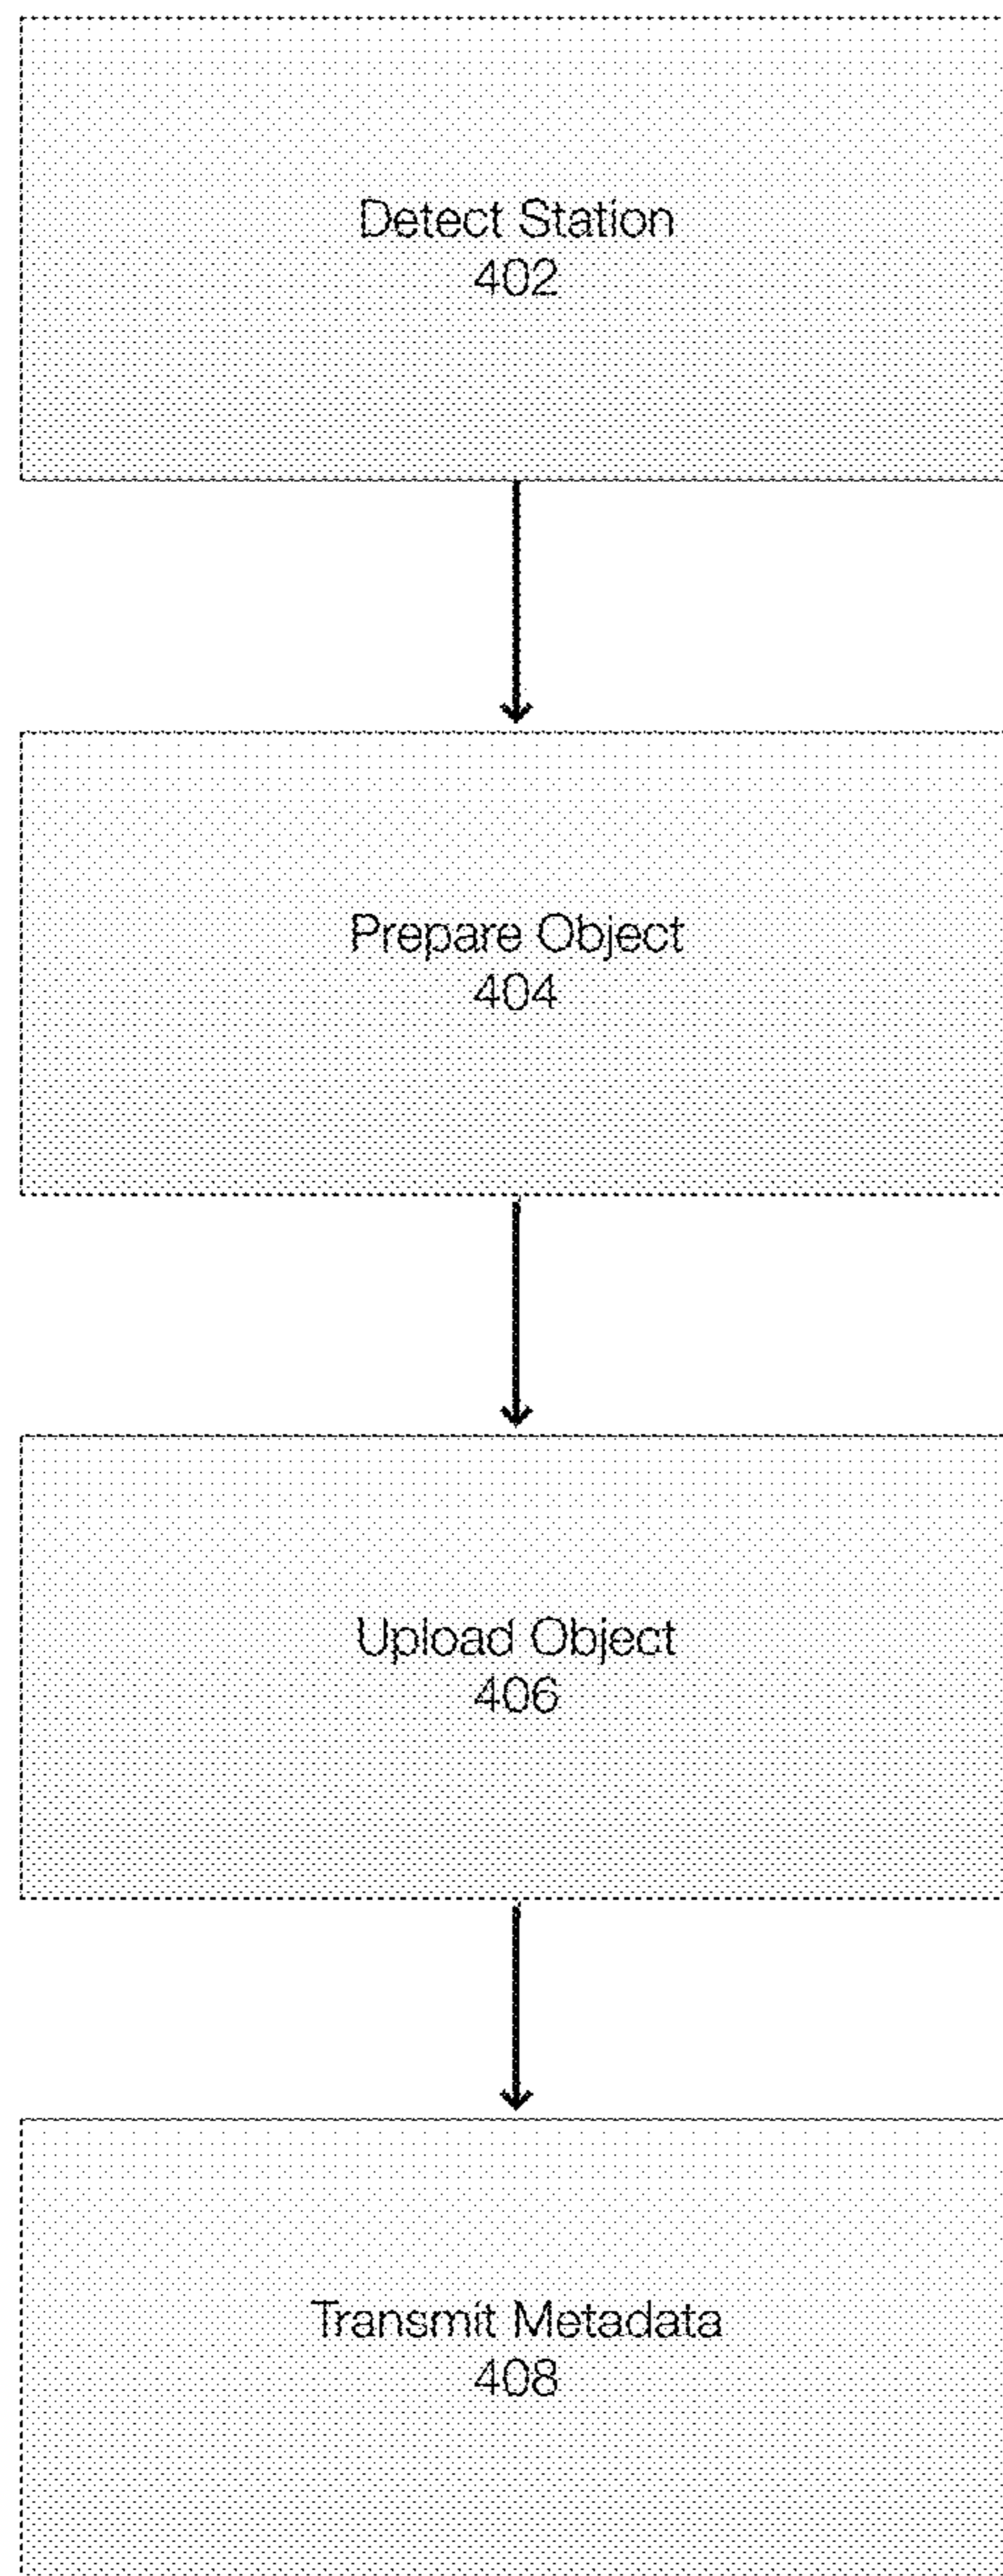 Detect Station
402
Prepare Object
404
Upload Object
406
Transmit Metadata
408